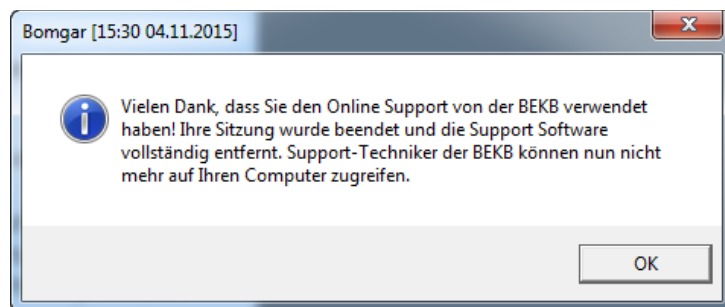 Bomgar [15:30 04.11.2015]
Vielen Dank, dass Sie den Online Support von der BEKB verwendet
haben! Ihre Sitzung wurde beendet und die Support Software
vollständig entfernt. Support-Techniker der BEKB können nun nicht
mehr auf Ihren Computer zugreifen.
OK